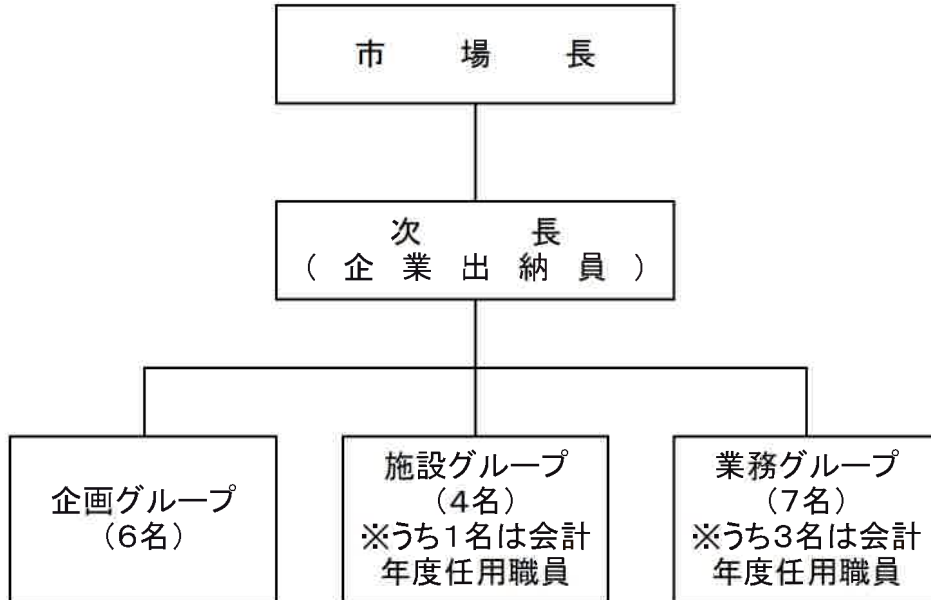 市場長
次長
(企業出納員)
企画グループ
(6名)
施設グループ
(4名)
※うち1名は会計
年度任用職員
業務グループ
(7名)
※うち3名は会計
年度任用職員